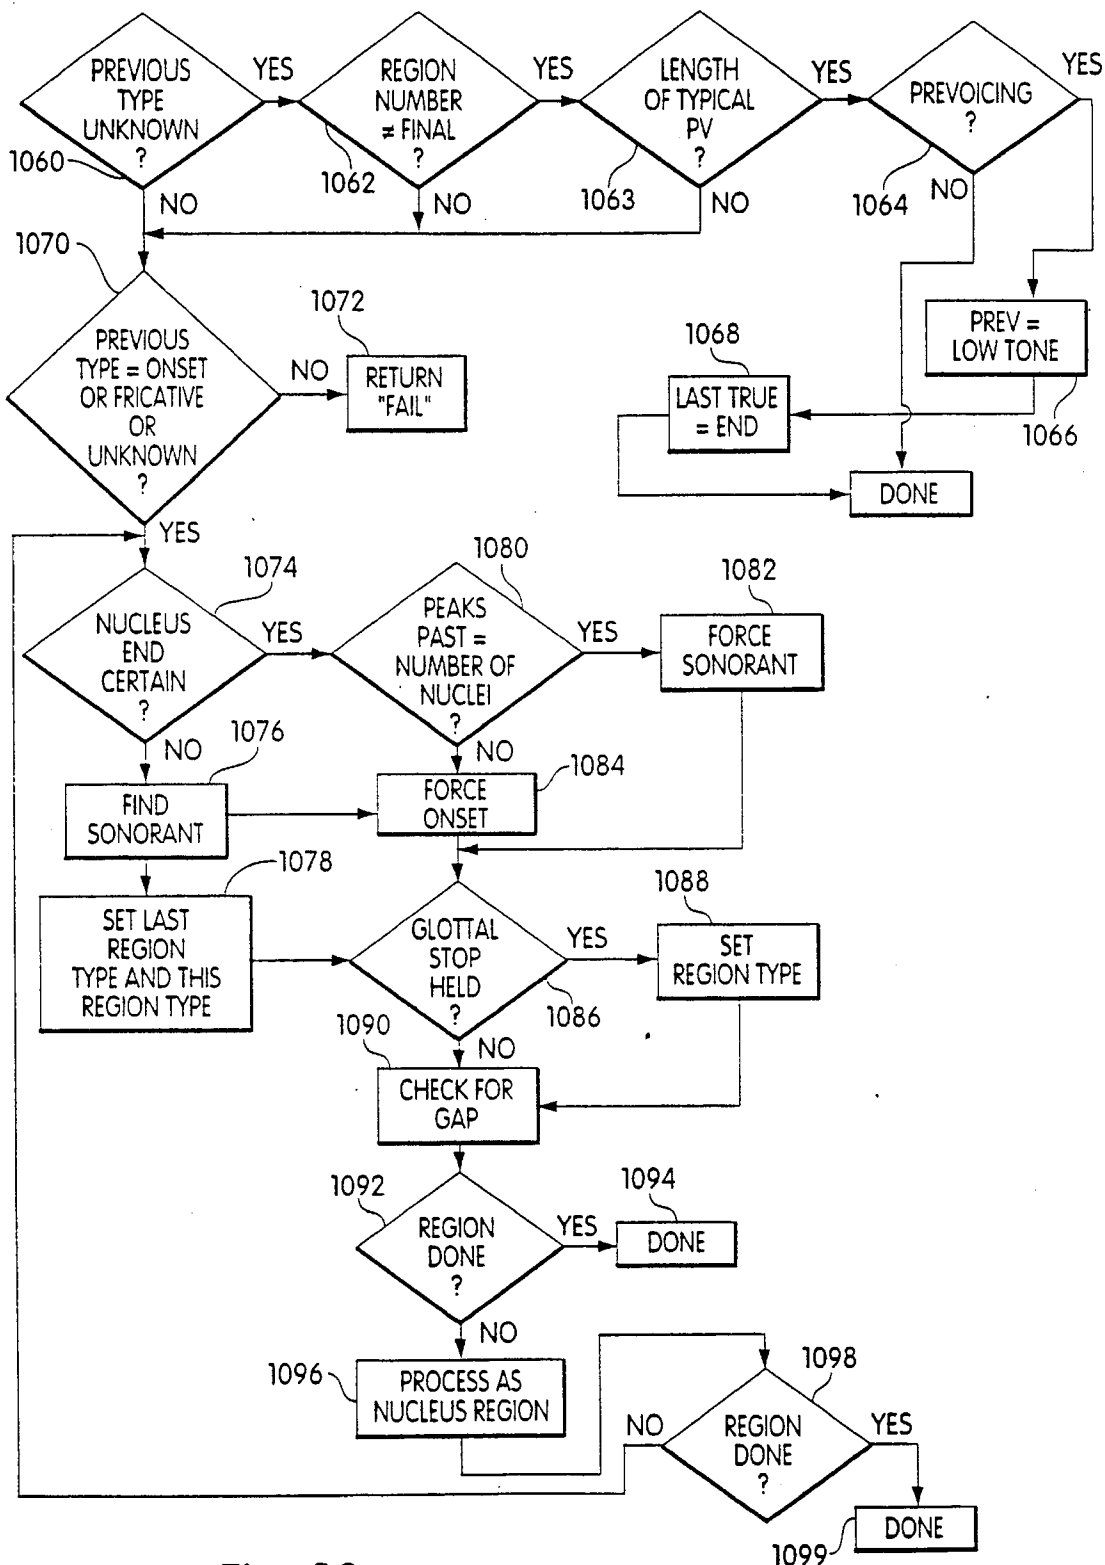 PREVIOUS
TYPE
UNKNOWN
?
1060
YES
NO
REGION
NUMBER
≠ FINAL
?
1062
YES
NO
LENGTH
OF TYPICAL
PV
?
1063
YES
NO
PREVOICING
?
1064
YES
NO
PREV =
LOW TONE
1066
1068
LAST TRUE
= END
DONE
1070
PREVIOUS
TYPE = ONSET
OR FRICATIVE
OR
UNKNOWN
?
NO
YES
1072
RETURN
"FAIL"
1074
NUCLEUS
END
CERTAIN
?
YES
NO
1080
PEAKS
PAST =
NUMBER OF
NUCLEI
?
YES
NO
1082
FORCE
SONORANT
1076
FIND
SONORANT
1084
FORCE
ONSET
1078
SET LAST
REGION
TYPE AND THIS
REGION TYPE
GLOTTAL
STOP
HELD
?
1086
YES
NO
1088
SET
REGION TYPE
1090
CHECK FOR
GAP
1092
REGION
DONE
?
YES
NO
1094
DONE
1096
PROCESS AS
NUCLEUS REGION
1098
REGION
DONE
?
NO
YES
DONE
1099